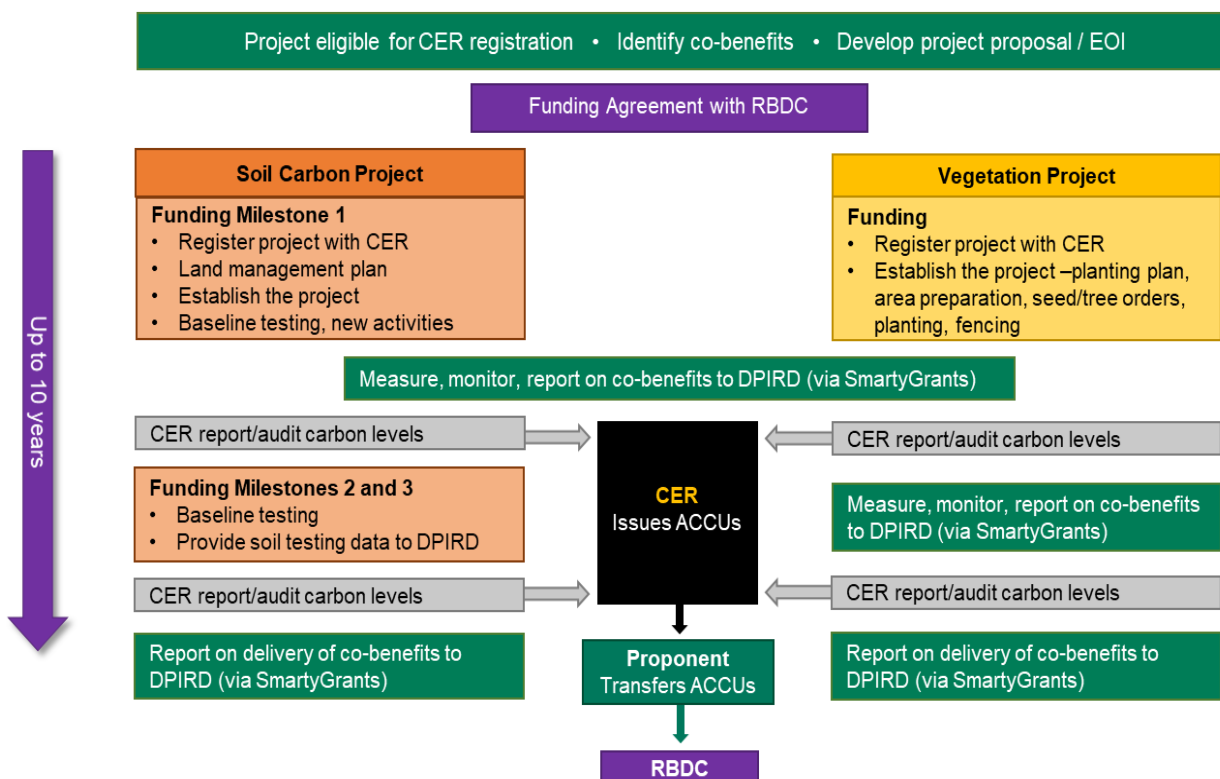 Project eligible for CER registration • Identify co-benefits • Develop project proposal / EOI
Funding Agreement with RBDC
Up to 10 years
Soil Carbon Project
Funding Milestone 1
• Register project with CER
• Land management plan
• Establish the project
• Baseline testing, new activities
Vegetation Project
Funding
• Register project with CER
• Establish the project –planting plan,
area preparation, seed/tree orders,
planting, fencing
Measure, monitor, report on co-benefits to DPIRD (via SmartyGrants)
CER report/audit carbon levels
Funding Milestones 2 and 3
• Baseline testing
• Provide soil testing data to DPIRD
CER report/audit carbon levels
Report on delivery of co-benefits to
DPIRD (via SmartyGrants)
CER
Issues ACCUs
Proponent
Transfers ACCUs
RBDC
CER report/audit carbon levels
Measure, monitor, report on co-benefits
to DPIRD (via SmartyGrants)
CER report/audit carbon levels
Report on delivery of co-benefits to
DPIRD (via SmartyGrants)